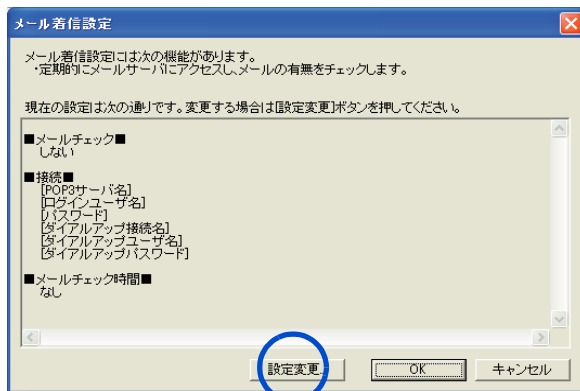 メール着信設定
メール着信設定には次の機能があります。
・定期的にメールサーバにアクセスし、メールの有無をチェックします。
現在の設定は次の通りです。変更する場合は[設定変更]ボタンを押してください。
■メールチェック■
しない
■接続■
[POP3サーバ名]
[ログインユーザ名]
[パスワード]
[ダイアルアップ接続名]
[ダイアルアップユーザ名]
[ダイアルアップパスワード]
■メールチェック時間■
なし
設定変更... OK キャンセル